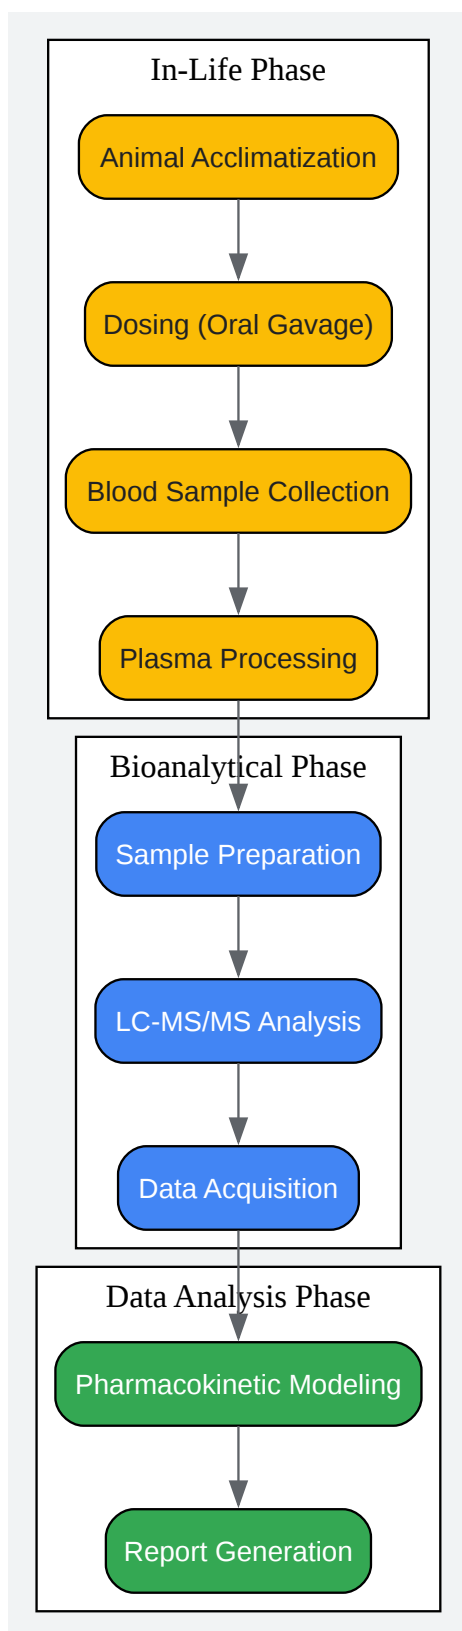 In-Life Phase
Animal Acclimatization
Dosing (Oral Gavage)
Blood Sample Collection
Plasma Processing
Bioanalytical Phase
Sample Preparation
LC-MS/MS Analysis
Data Acquisition
Data Analysis Phase
Pharmacokinetic Modeling
Report Generation